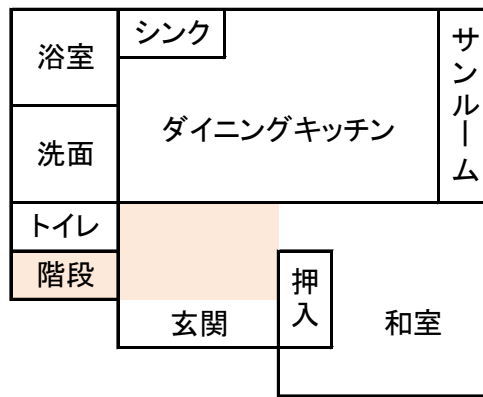 浴室
シンク
サンルーム
洗面
ダイニングキッチン
トイレ
階段
玄関
押入
和室